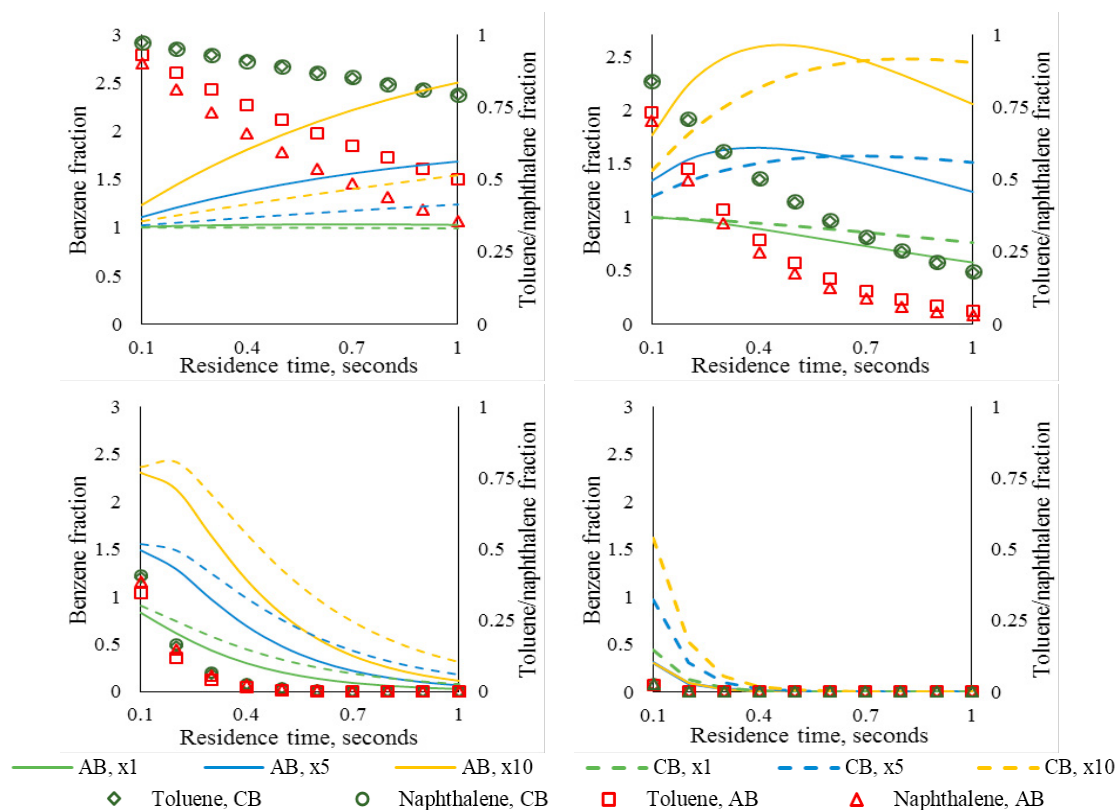 3
2.5
2
1.5
1
0.5
0
Benzene fraction
1
0.75
0.5
0.25
0
Toluene/naphthalene fraction
0.1 0.4 0.7 1
Residence time, seconds
2.5
2
1.5
1
0.5
0
Benzene fraction
1
0.75
0.5
0.25
0
Toluene/naphthalene fraction
0.1 0.4 0.7 1
Residence time, seconds
3
2.5
2
1.5
1
0.5
0
Benzene fraction
1
0.75
0.5
0.25
0
Toluene/naphthalene fraction
0.1 0.4 0.7 1
Residence time, seconds
3
2.5
2
1.5
1
0.5
0
Benzene fraction
1
0.75
0.5
0.25
0
Toluene/naphthalene fraction
0.1 0.4 0.7 1
Residence time, seconds
AB, x1 AB, x5 AB, x10 CB, x1 CB, x5 CB, x10
Toluene, CB Naphthalene, CB Toluene, AB Naphthalene, AB